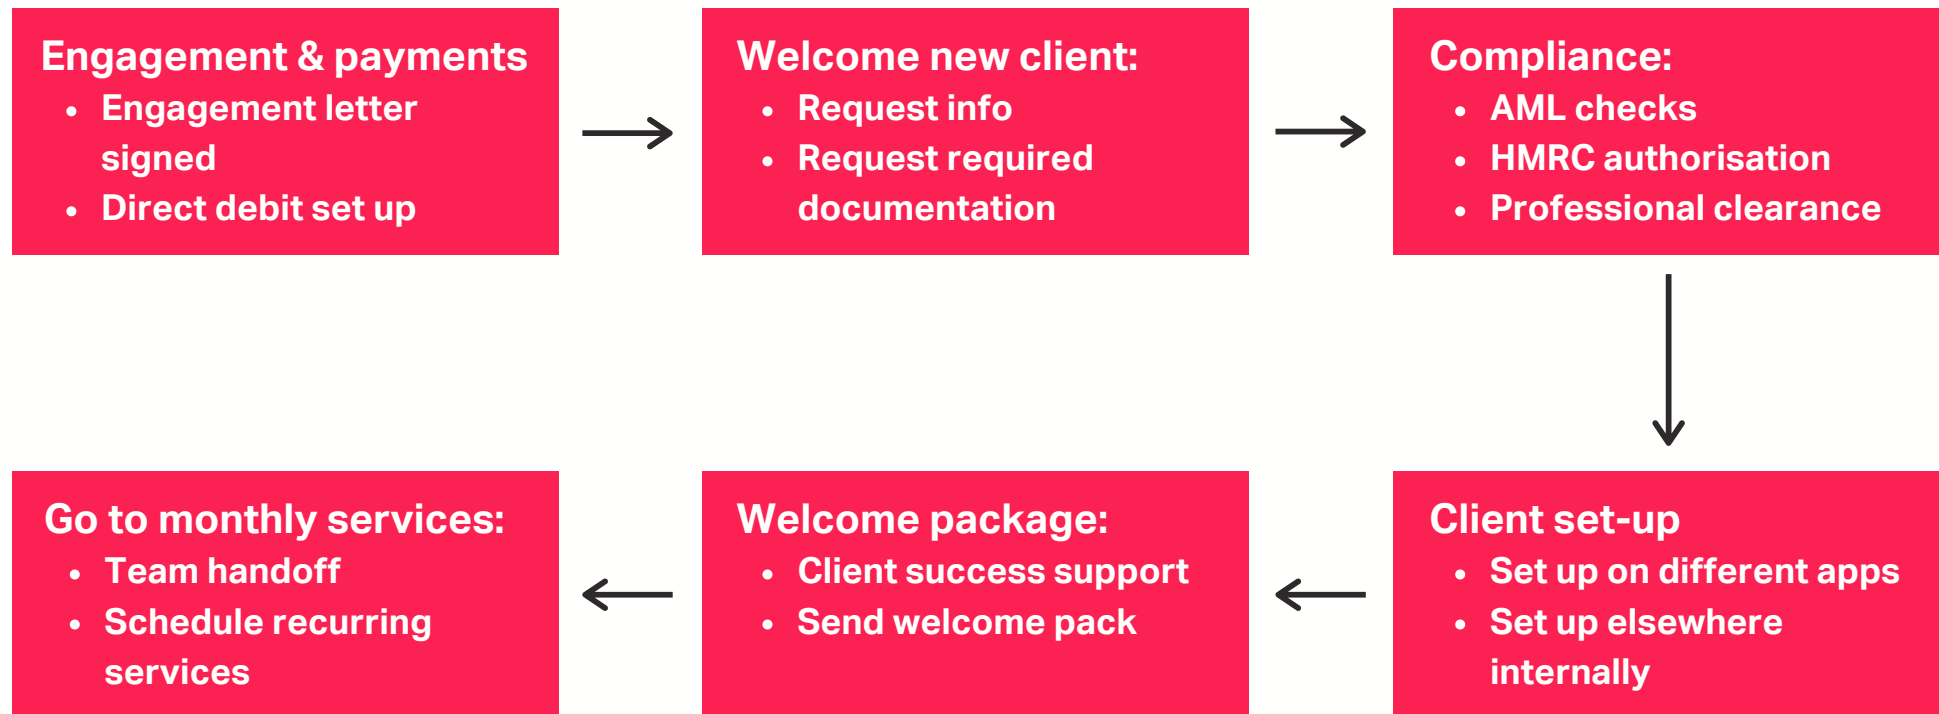 Engagement & payments
• Engagement letter
signed
• Direct debit set up
Welcome new client:
• Request info
• Request required
documentation
Compliance:
• AML checks
• HMRC authorisation
• Professional clearance
Client set-up
• Set up on different apps
• Set up elsewhere
internally
Welcome package:
• Client success support
• Send welcome pack
Go to monthly services:
• Team handoff
• Schedule recurring
services